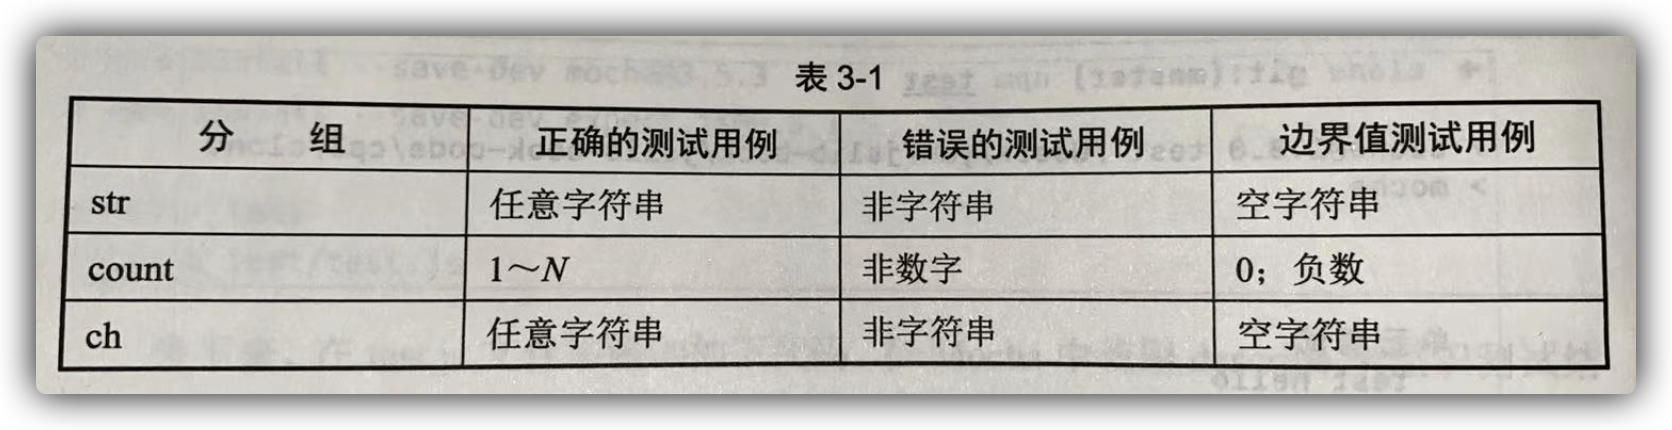 表 3-1
分 组 正确的测试用例 错误的测试用例 边界值测试用例
str 任意字符串 非字符串 空字符串
count 1～N 非数字 0；负数
ch 任意字符串 非字符串 空字符串